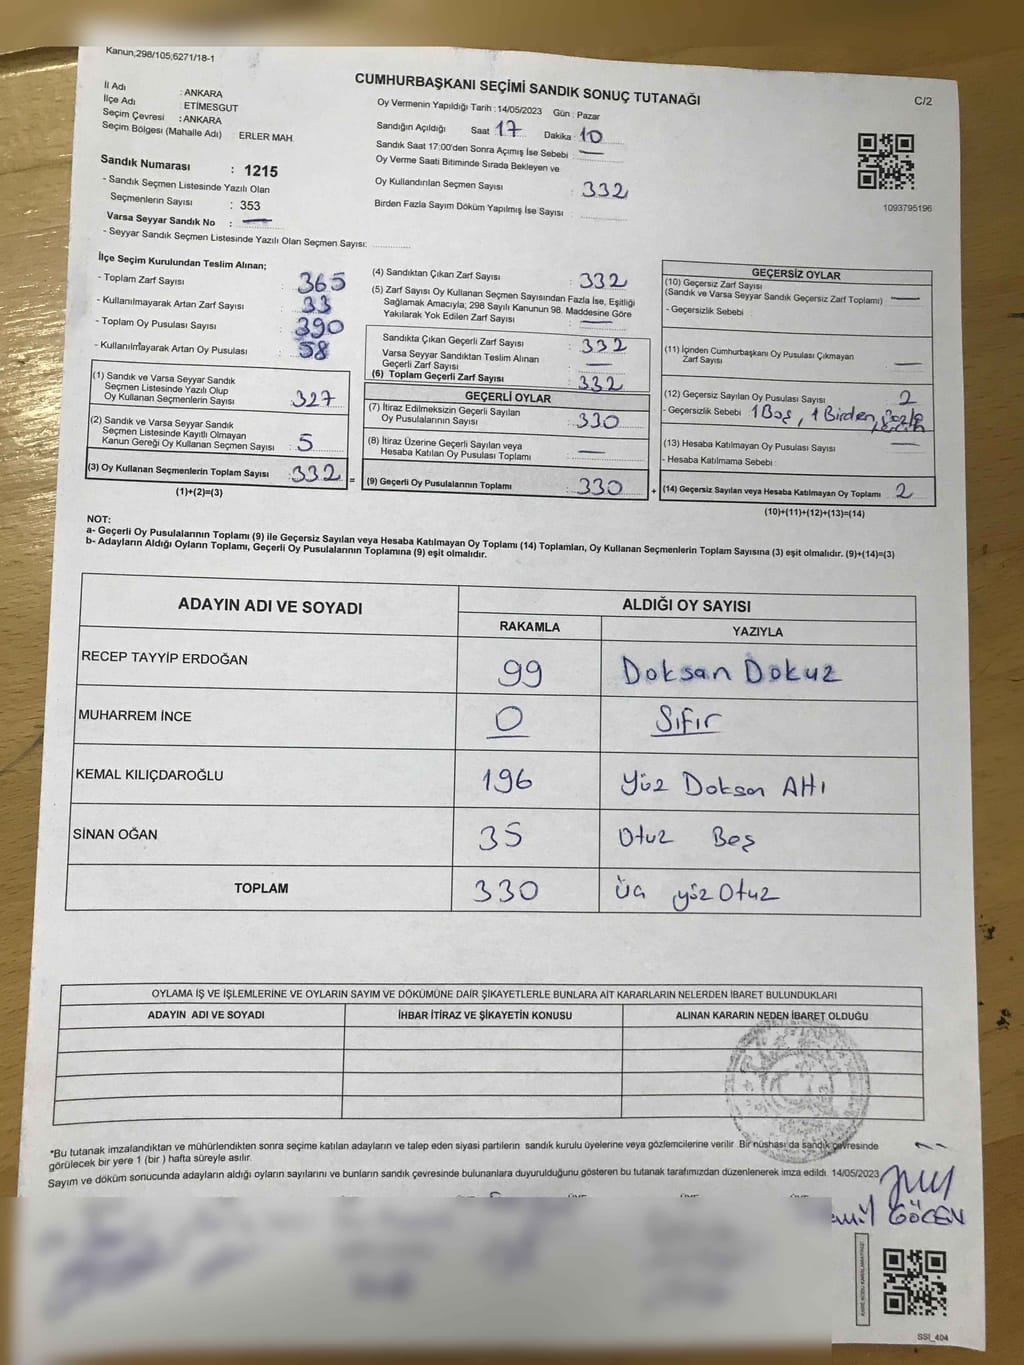 Kanun,298/105;6271/18-1
CUMHURBAŞKANI SEÇİMİ SANDIK SONUÇ TUTANAĞI
C/2
İl Adı : ANKARA
İlçe Adı : ETİMESGUT
Seçim Çevresi : ANKARA
Seçim Bölgesi (Mahalle Adı) : ERLER MAH.
Sandık Numarası : 1215
- Sandık Seçmen Listesinde Yazılı Olan
Seçmenlerin Sayısı : 353
Varsa Seyyar Sandık No : —
- Seyyar Sandık Seçmen Listesinde Yazılı Olan Seçmen Sayısı:
Oy Vermenin Yapıldığı Tarih : 14/05/2023 Gün : Pazar
Sandığın Açıldığı Saat 17 Dakika : 10
Sandık Saat 17:00'den Sonra Açımış İse Sebebi : —
Oy Verme Saati Bitiminde Sırada Bekleyen ve
Oy Kullandırılan Seçmen Sayısı : 332
Birden Fazla Sayım Döküm Yapılmış İse Sayısı :
1093795196
İlçe Seçim Kurulundan Teslim Alınan;
- Toplam Zarf Sayısı : 365
- Kullanılmayarak Artan Zarf Sayısı : 33
- Toplam Oy Pusulası Sayısı : 390
- Kullanılmayarak Artan Oy Pusulası : 58
(1) Sandık ve Varsa Seyyar Sandık
Seçmen Listesinde Yazılı Olup
Oy Kullanan Seçmenlerin Sayısı : 327
(2) Sandık ve Varsa Seyyar Sandık
Seçmen Listesinde Kayıtlı Olmayan
Kanun Gereği Oy Kullanan Seçmen Sayısı : 5
(3) Oy Kullanan Seçmenlerin Toplam Sayısı : 332 =
(1)+(2)=(3)
(4) Sandıktan Çıkan Zarf Sayısı : 332
(5) Zarf Sayısı Oy Kullanan Seçmen Sayısından Fazla İse, Eşitliği
Sağlamak Amacıyla; 298 Sayılı Kanunun 98. Maddesine Göre
Yakılarak Yok Edilen Zarf Sayısı : —
Sandıkta Çıkan Geçerli Zarf Sayısı : 332
Varsa Seyyar Sandıktan Teslim Alınan
Geçerli Zarf Sayısı : —
(6) Toplam Geçerli Zarf Sayısı : 332
GEÇERLİ OYLAR
(7) İtiraz Edilmeksizin Geçerli Sayılan
Oy Pusulalarının Sayısı : 330
(8) İtiraz Üzerine Geçerli Sayılan veya
Hesaba Katılan Oy Pusulası Toplamı : —
(9) Geçerli Oy Pusulalarının Toplamı : 330 +
GEÇERSİZ OYLAR
(10) Geçersiz Zarf Sayısı
(Sandık ve Varsa Seyyar Sandık Geçersiz Zarf Toplamı) : —
- Geçersizlik Sebebi :
(11) İçinden Cumhurbaşkanı Oy Pusulası Çıkmayan
Zarf Sayısı : —
(12) Geçersiz Sayılan Oy Pusulası Sayısı : 2
- Geçersizlik Sebebi : 1 Boş, 1 Birden Fazla
(13) Hesaba Katılmayan Oy Pusulası Sayısı : —
- Hesaba Katılmama Sebebi :
(14) Geçersiz Sayılan veya Hesaba Katılmayan Oy Toplamı : 2
(10)+(11)+(12)+(13)=(14)
NOT:
a- Geçerli Oy Pusulalarının Toplamı (9) ile Geçersiz Sayılan veya Hesaba Katılmayan Oy Toplamı (14) Toplamları, Oy Kullanan Seçmenlerin Toplam Sayısına (3) eşit olmalıdır. (9)+(14)=(3)
b- Adayların Aldığı Oyların Toplamı, Geçerli Oy Pusulalarının Toplamına (9) eşit olmalıdır.
ADAYIN ADI VE SOYADI
ALDIĞI OY SAYISI
RAKAMLA YAZIYLA
RECEP TAYYİP ERDOĞAN 99 Doksan Dokuz
MUHARREM İNCE 0 Sıfır
KEMAL KILIÇDAROĞLU 196 Yüz Doksan Altı
SİNAN OĞAN 35 Otuz Beş
TOPLAM 330 Üç yüz Otuz
OYLAMA İŞ VE İŞLEMLERİNE VE OYLARIN SAYIM VE DÖKÜMÜNE DAİR ŞİKAYETLERLE BUNLARA AİT KARARLARIN NELERDEN İBARET BULUNDUKLARI
ADAYIN ADI VE SOYADI İHBAR İTİRAZ VE ŞİKAYETİN KONUSU ALINAN KARARIN NEDEN İBARET OLDUĞU
*Bu tutanak imzalandıktan ve mühürlendikten sonra seçime katılan adayların ve talep eden siyasi partilerin sandık kurulu üyelerine veya gözlemcilerine verilir. Bir nüshası da sandık çevresinde
görülecek bir yere 1 (bir ) hafta süreyle asılır.
Sayım ve döküm sonucunda adayların aldığı oyların sayılarını ve bunların sandık çevresinde bulunanlara duyurulduğunu gösteren bu tutanak tarafımızdan düzenlenerek imza edildi. 14/05/2023
GÖCEN
SSI_404